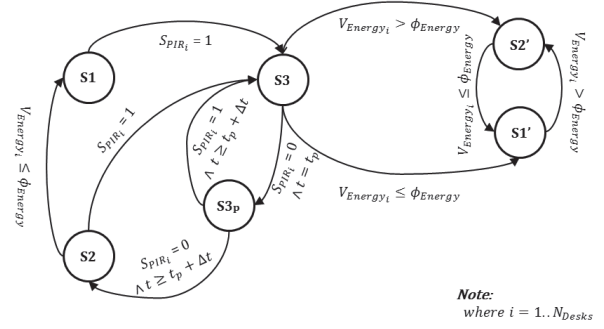 S_{PIR_i} = 1
V_{Energy_i} > ϕ_{Energy}
S1
S3
S2'
S1'
V_{Energy_i} ≤ ϕ_{Energy}
S_{PIR_i} = 1
S_{PIR_i} = 1
∧ t ≥ t_p + Δt
S_{PIR_i} = 0
∧ t = t_p
V_{Energy_i} ≤ ϕ_{Energy}
V_{Energy_i} > ϕ_{Energy}
V_{Energy_i} ≤ ϕ_{Energy}
S3p
S2
S_{PIR_i} = 0
∧ t ≥ t_p + Δt
Note:
where i = 1..N_{Desks}